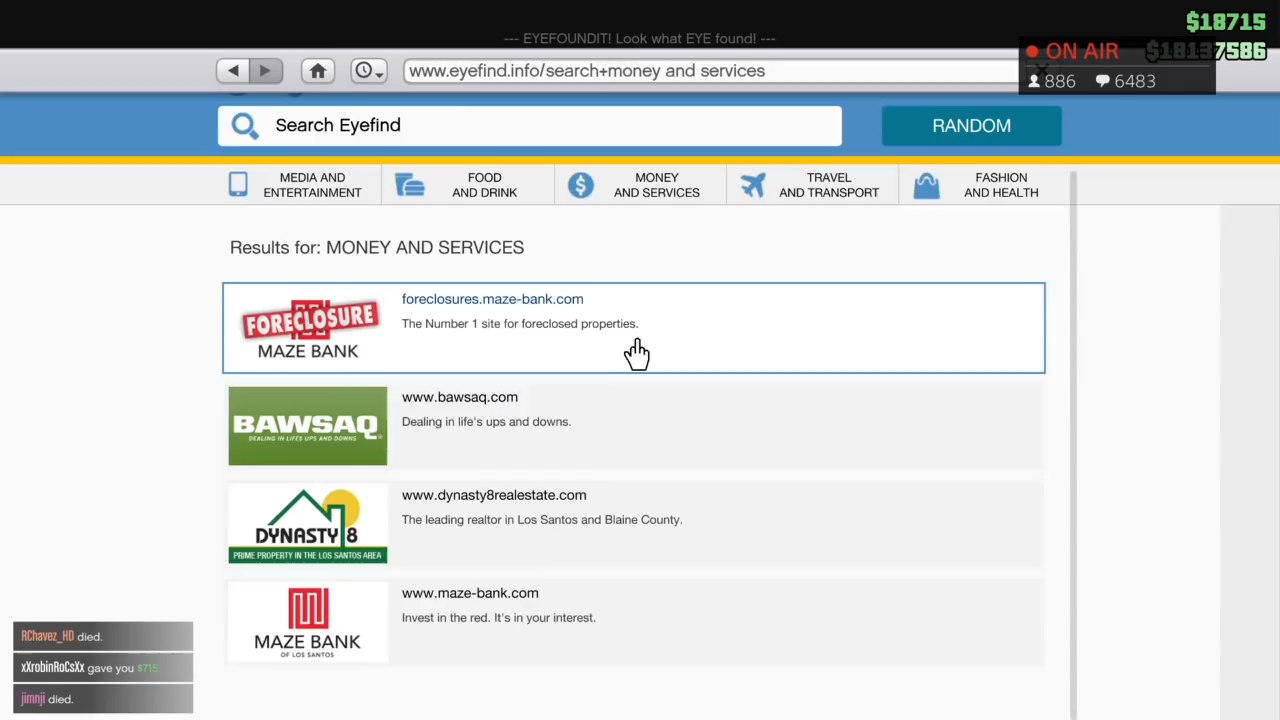 --- EYEFOUNDIT! Look what EYE found! ---
$18715
ON AIR
$18137586
www.eyefind.info/search+money and services
886 6483
Search Eyefind
RANDOM
MEDIA AND
ENTERTAINMENT
FOOD
AND DRINK
MONEY
AND SERVICES
TRAVEL
AND TRANSPORT
FASHION
AND HEALTH
Results for: MONEY AND SERVICES
FORECLOSURE
MAZE BANK
foreclosures.maze-bank.com
The Number 1 site for foreclosed properties.
BAWSAQ
DEALING IN LIFE'S UPS AND DOWNS
www.bawsaq.com
Dealing in life's ups and downs.
DYNASTY 8
PRIME PROPERTY IN THE LOS SANTOS AREA
www.dynasty8realestate.com
The leading realtor in Los Santos and Blaine County.
MAZE BANK
OF LOS SANTOS
www.maze-bank.com
Invest in the red. It's in your interest.
RChavez_HD died.
xXrobinRoCsXx gave you $715.
jimnji died.